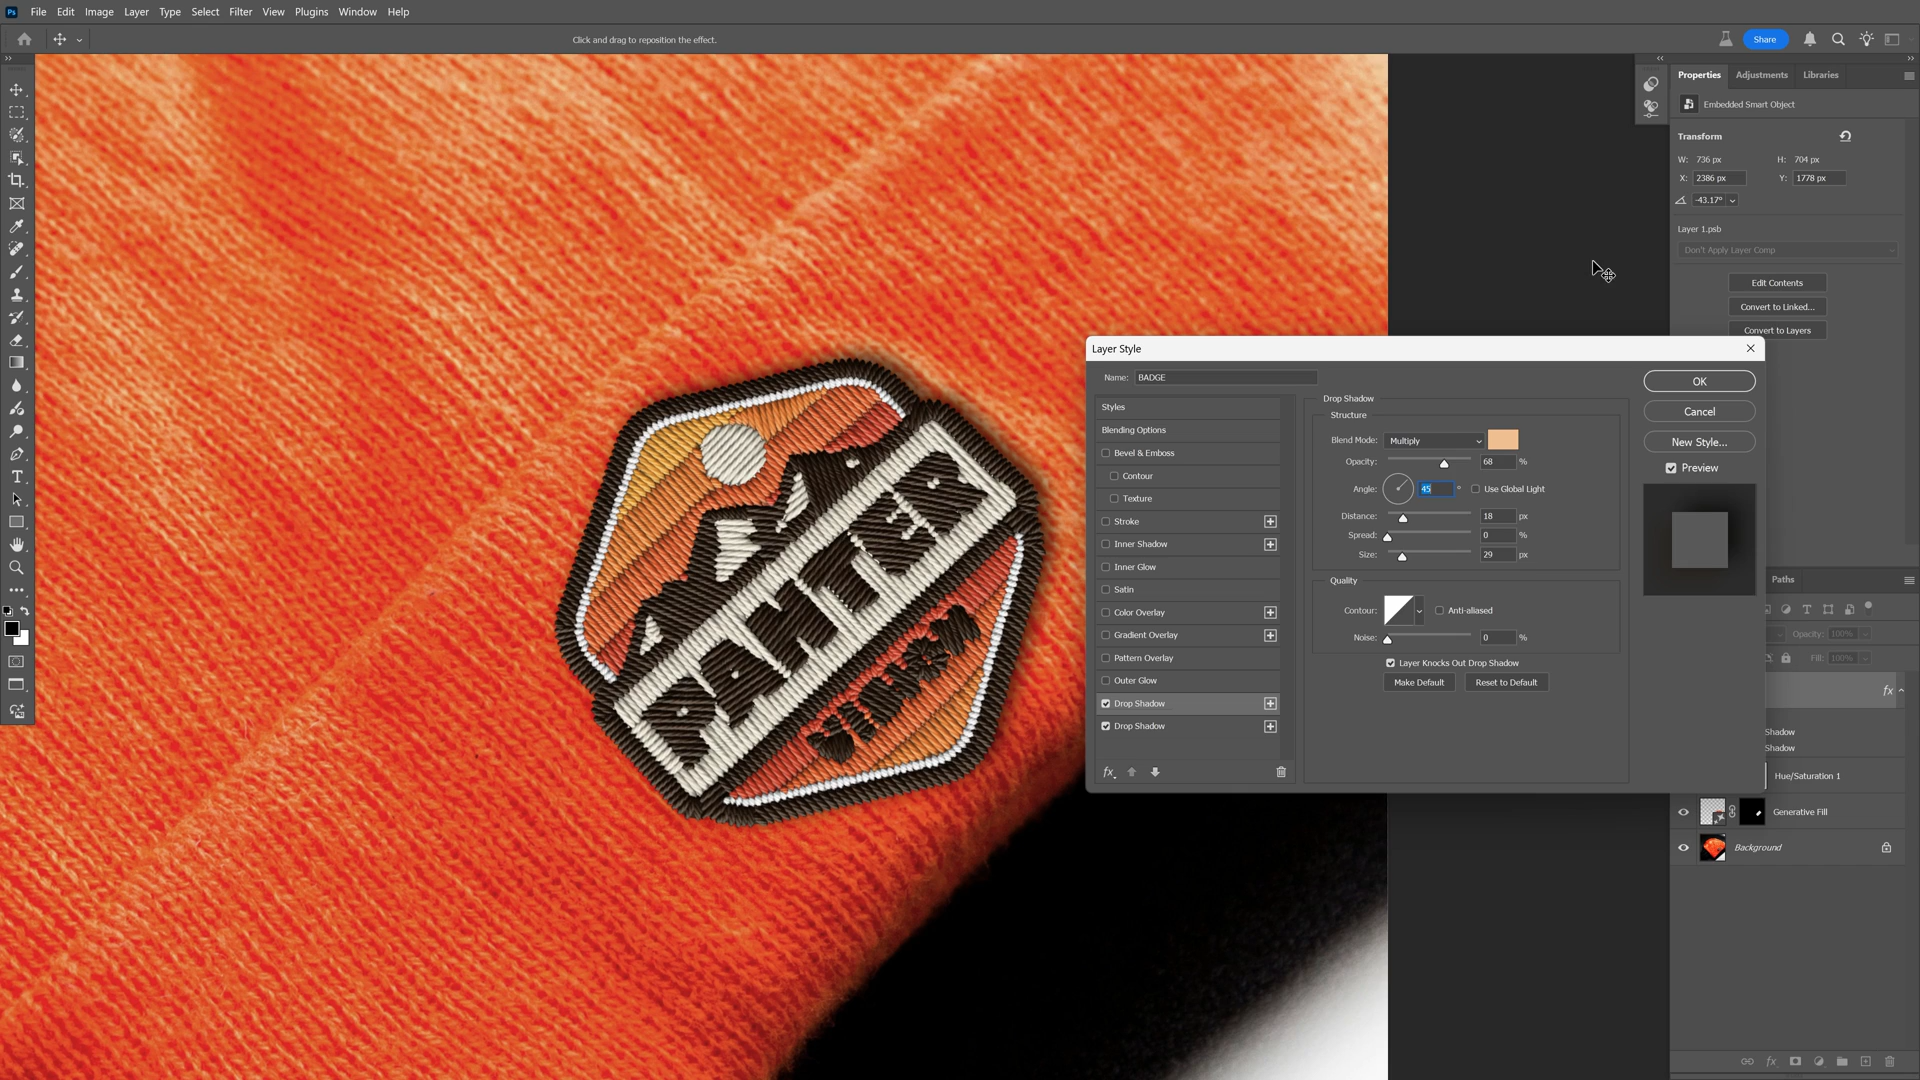 Ps File Edit Image Layer Type Select Filter View Plugins Window Help
Click and drag to reposition the effect.
Share
Properties Adjustments Libraries
Embedded Smart Object
Transform
W: 736 px H: 704 px
X: 2386 px Y: 1778 px
-43.17°
Layer 1.psb
Don't Apply Layer Comp
Edit Contents
Convert to Linked...
Convert to Layers
Layer Style
Name: BADGE
Styles
Blending Options
Bevel & Emboss
Contour
Texture
Stroke
Inner Shadow
Inner Glow
Satin
Color Overlay
Gradient Overlay
Pattern Overlay
Outer Glow
Drop Shadow
Drop Shadow
fx
Drop Shadow
Structure
Blend Mode: Multiply
Opacity: 68 %
Angle: 45 ° Use Global Light
Distance: 18 px
Spread: 0 %
Size: 29 px
Quality
Contour: Anti-aliased
Noise: 0 %
Layer Knocks Out Drop Shadow
Make Default Reset to Default
OK
Cancel
New Style...
Preview
Paths
Opacity: 100%
Fill: 100%
fx
Shadow
Shadow
Hue/Saturation 1
Generative Fill
Background
fx